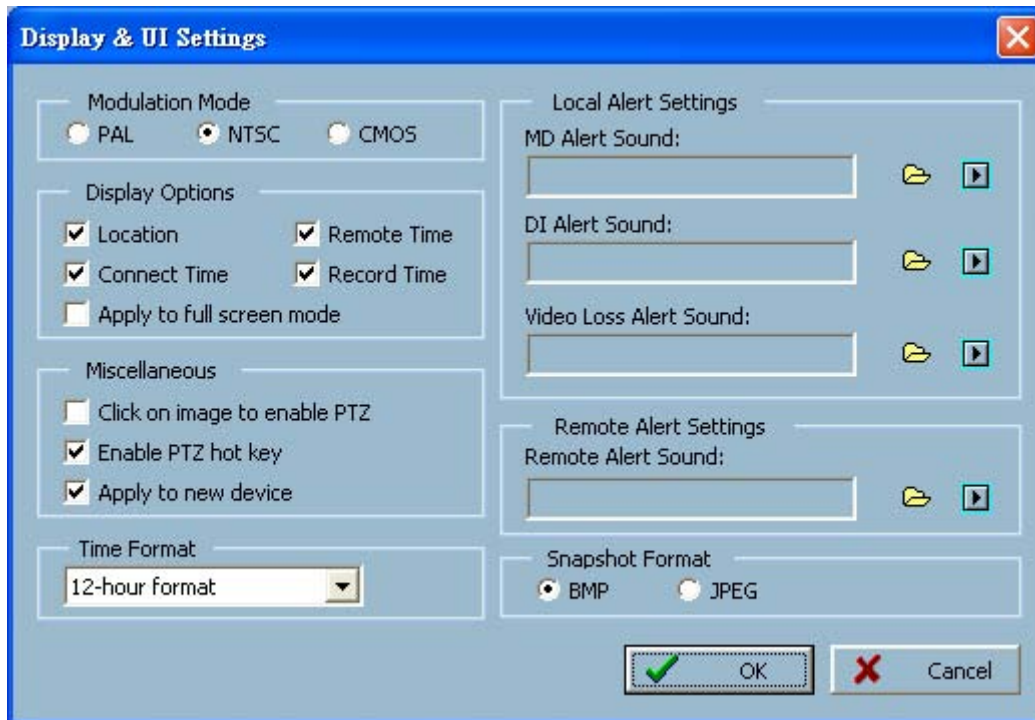 Display & UI Settings
Modulation Mode
PAL NTSC CMOS
Display Options
Location Remote Time
Connect Time Record Time
Apply to full screen mode
Miscellaneous
Click on image to enable PTZ
Enable PTZ hot key
Apply to new device
Time Format
12-hour format
Local Alert Settings
MD Alert Sound:
DI Alert Sound:
Video Loss Alert Sound:
Remote Alert Settings
Remote Alert Sound:
Snapshot Format
BMP JPEG
OK Cancel